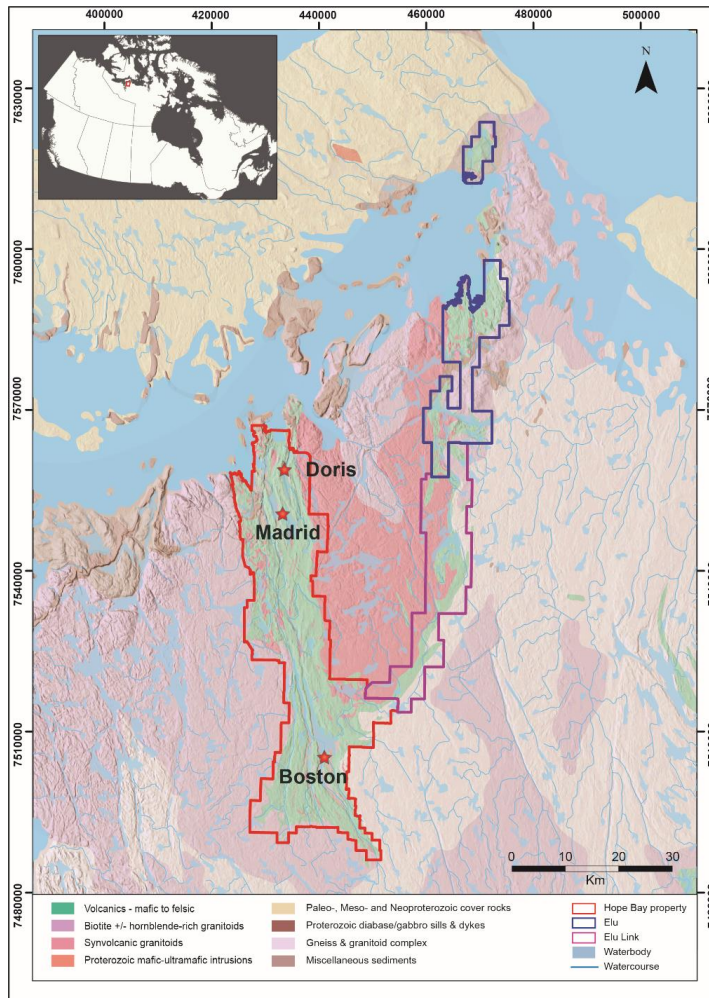 400000 420000 440000 460000 480000 500000
N
7630000
7600000
7570000
7540000
7510000
7480000
Doris
Madrid
Boston
0 10 20 30
Km
Volcanics - mafic to felsic
Biotite +/- hornblende-rich granitoids
Synvolcanic granitoids
Proterozoic mafic-ultramafic intrusions
Paleo-, Meso- and Neoproterozoic cover rocks
Proterozoic diabase/gabbro sills & dykes
Gneiss & granitoid complex
Miscellaneous sediments
Hope Bay property
Elu
Elu Link
Waterbody
Watercourse